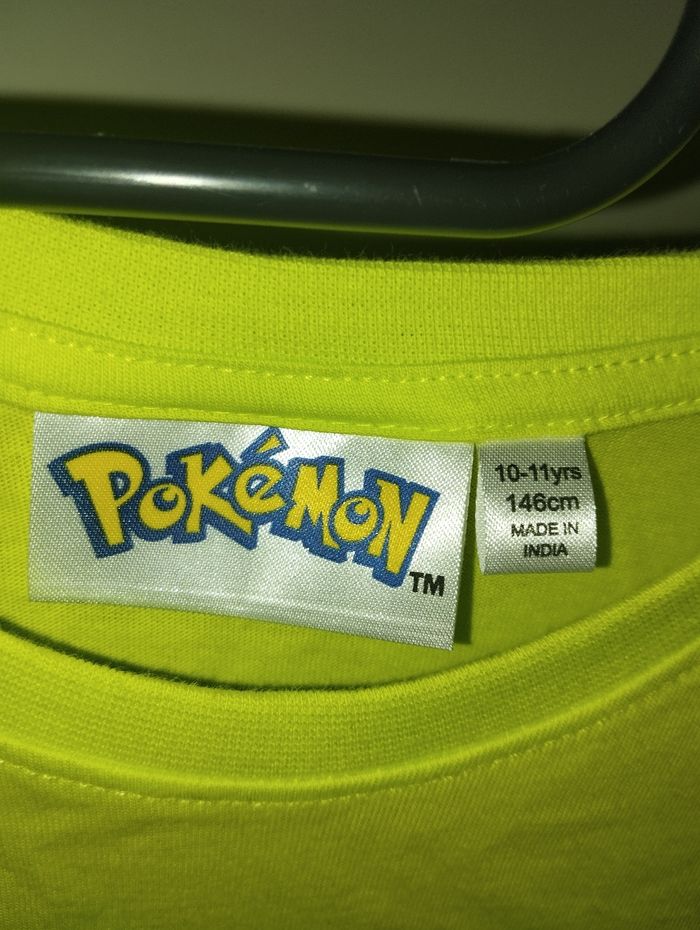 POKéMON
TM
10-11yrs
146cm
MADE IN
INDIA